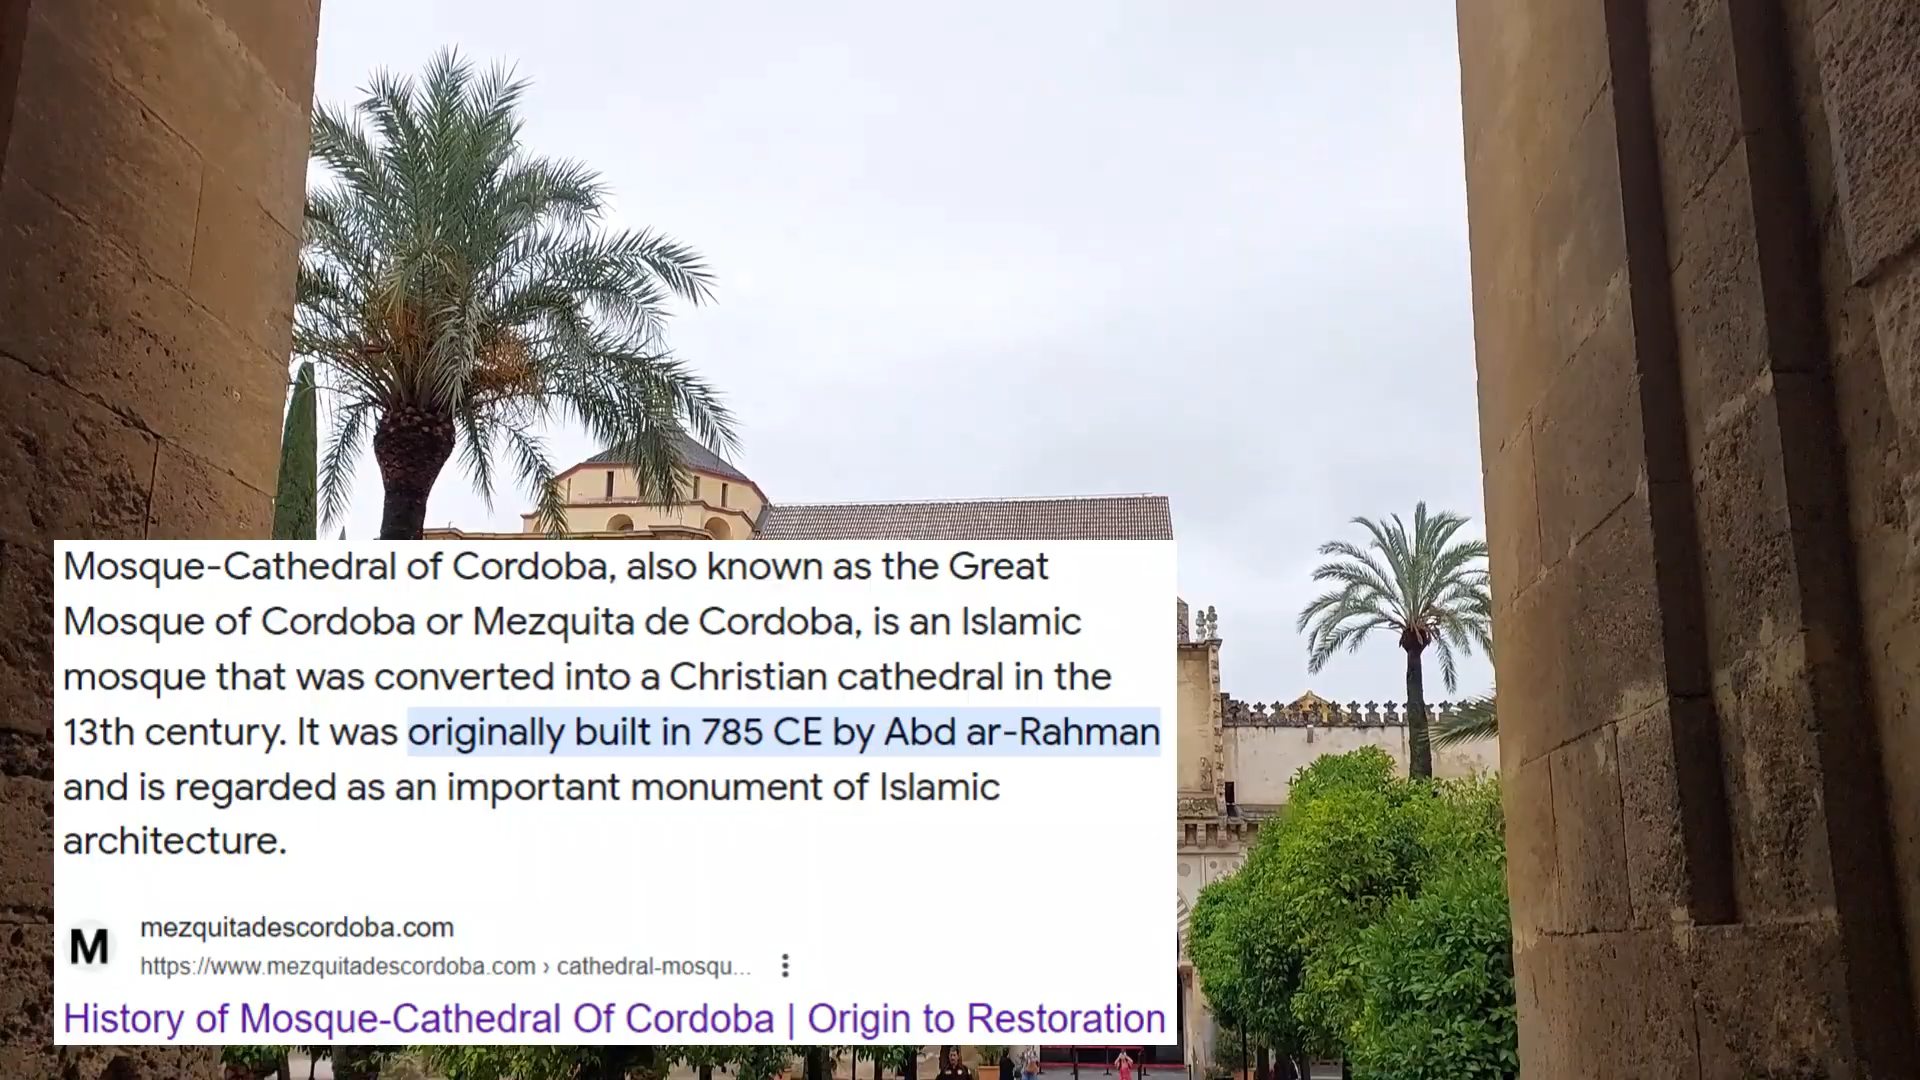 Mosque-Cathedral of Cordoba, also known as the Great
Mosque of Cordoba or Mezquita de Cordoba, is an Islamic
mosque that was converted into a Christian cathedral in the
13th century. It was originally built in 785 CE by Abd ar-Rahman
and is regarded as an important monument of Islamic
architecture.
M
mezquitadescordoba.com
https://www.mezquitadescordoba.com › cathedral-mosqu...
History of Mosque-Cathedral Of Cordoba | Origin to Restoration